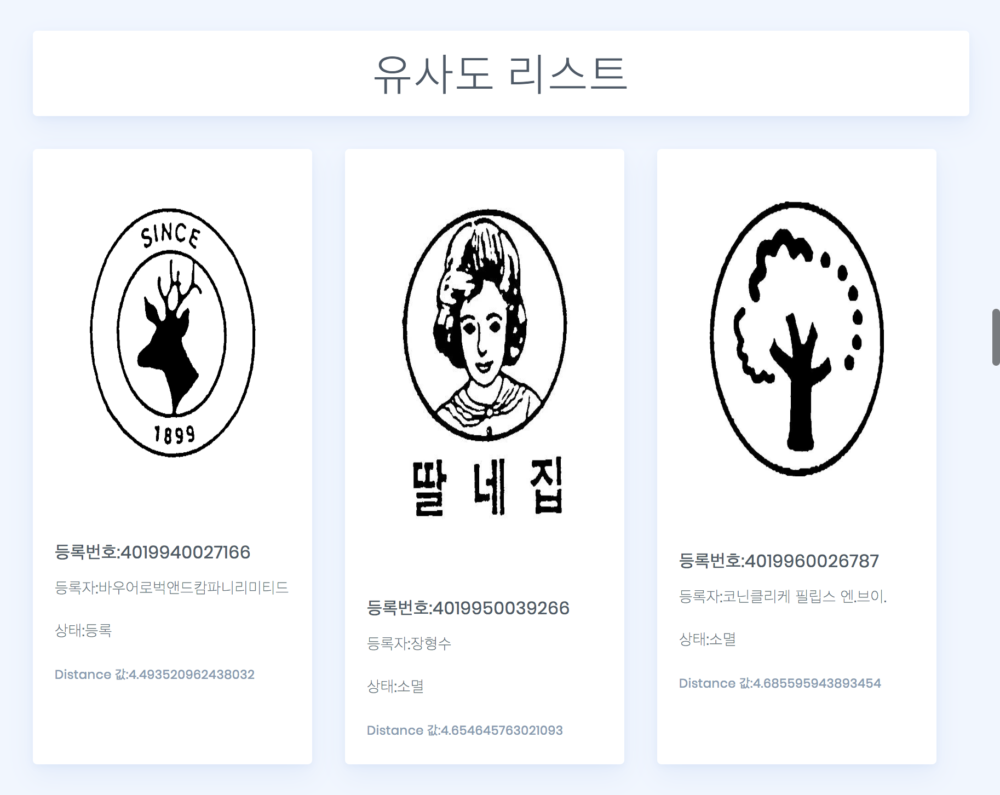 유사도 리스트
SINCE
1899
등록번호:4019940027166
등록자:바우어로벅앤드캄파니리미티드
상태:등록
Distance 값:4.493520962438032
딸네집
등록번호:4019950039266
등록자:장형수
상태:소멸
Distance 값:4.654645763021093
등록번호:4019960026787
등록자:코닌클리케 필립스 엔.브이.
상태:소멸
Distance 값:4.685595943893454